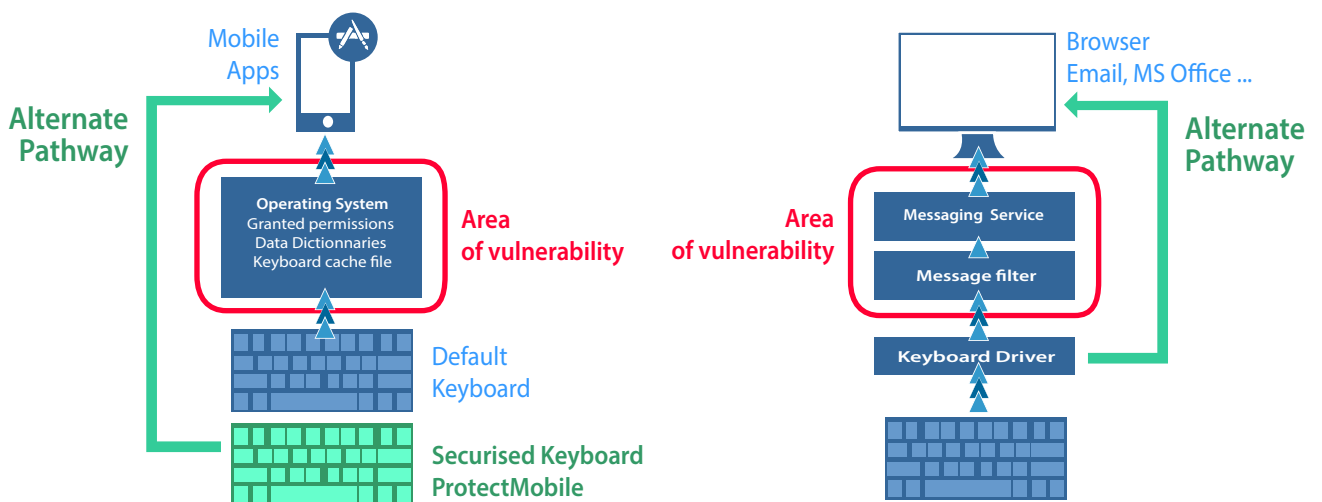 Mobile
Apps
Alternate
Pathway
Operating System
Granted permissions
Data Dictionnaries
Keyboard cache file
Area
of vulnerability
Default
Keyboard
Securised Keyboard
ProtectMobile
Browser
Email, MS Office ...
Alternate
Pathway
Area
of vulnerability
Messaging Service
Message filter
Keyboard Driver